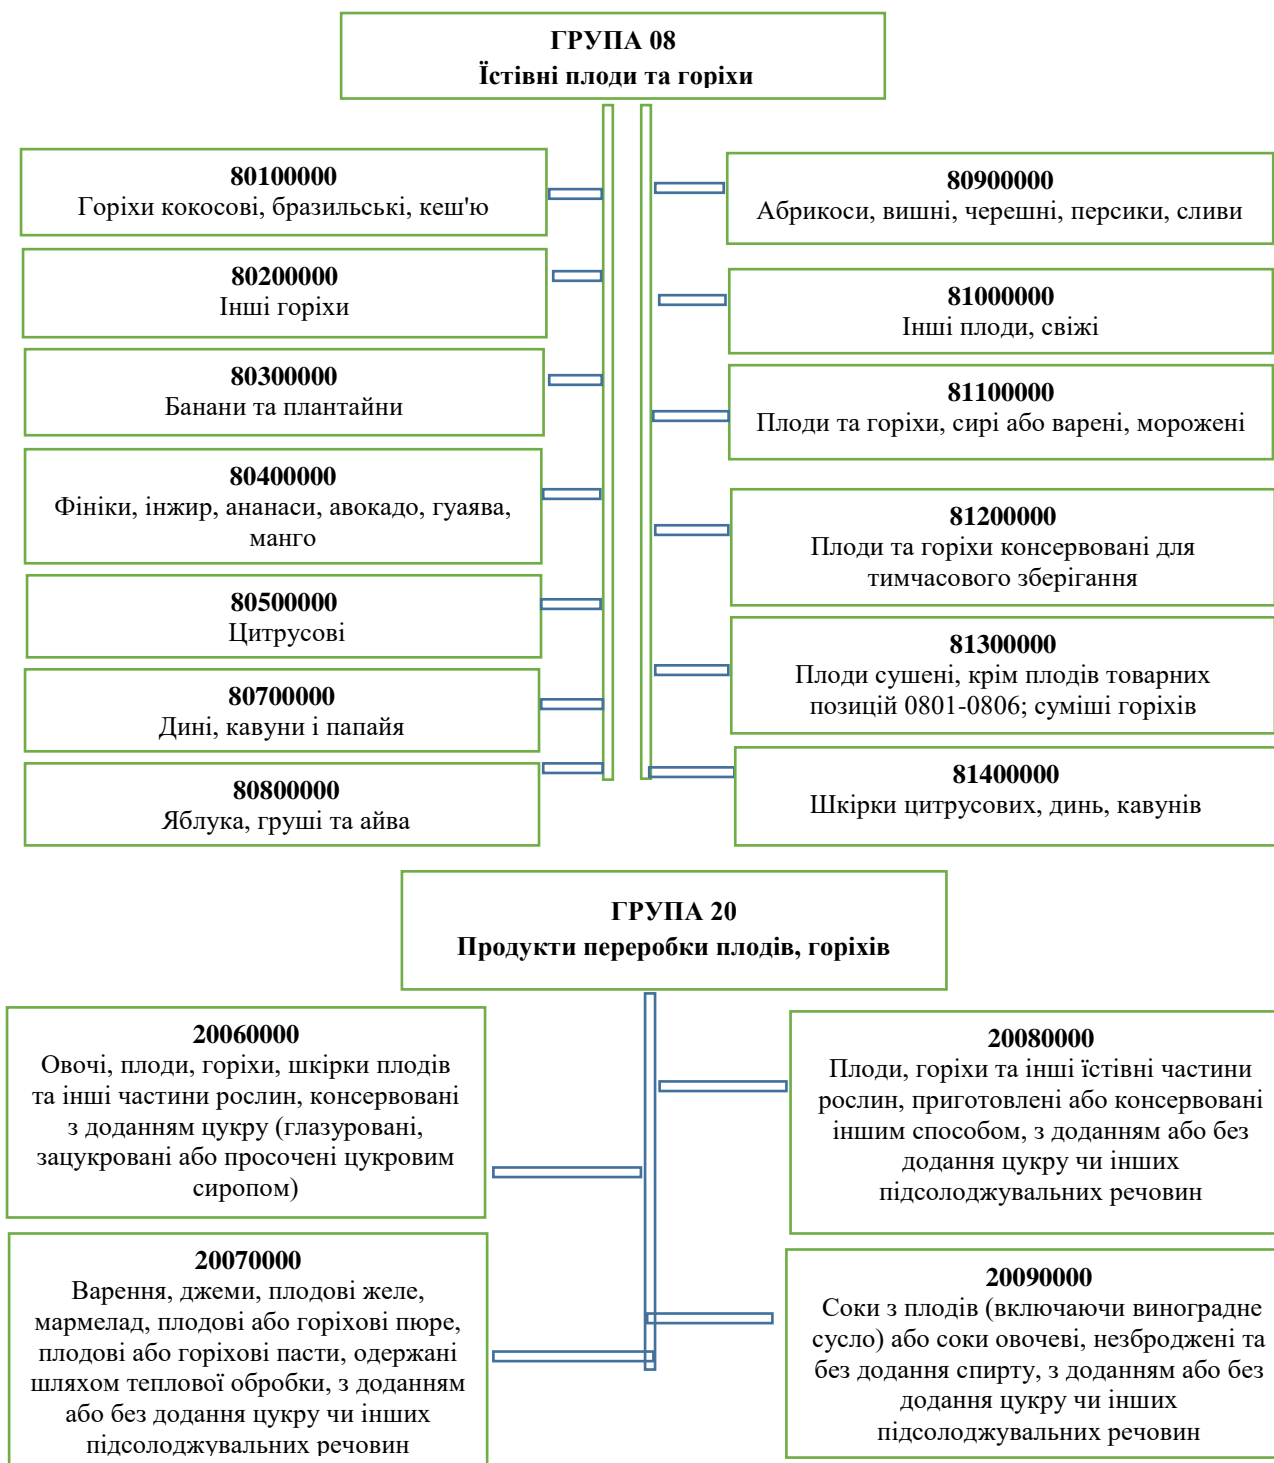 ГРУПА 08
Їстівні плоди та горіхи
80100000
Горіхи кокосові, бразильські, кеш'ю
80200000
Інші горіхи
80300000
Банани та плантайни
80400000
Фініки, інжир, ананаси, авокадо, гуаява,
манго
80500000
Цитрусові
80700000
Дині, кавуни і папайя
80800000
Яблука, груші та айва
80900000
Абрикоси, вишні, черешні, персики, сливи
81000000
Інші плоди, свіжі
81100000
Плоди та горіхи, сирі або варені, морожені
81200000
Плоди та горіхи консервовані для
тимчасового зберігання
81300000
Плоди сушені, крім плодів товарних
позицій 0801-0806; суміші горіхів
81400000
Шкірки цитрусових, динь, кавунів
ГРУПА 20
Продукти переробки плодів, горіхів
20060000
Овочі, плоди, горіхи, шкірки плодів
та інші частини рослин, консервовані
з доданням цукру (глазуровані,
зацукровані або просочені цукровим
сиропом)
20070000
Варення, джеми, плодові желе,
мармелад, плодові або горіхові пюре,
плодові або горіхові пасти, одержані
шляхом теплової обробки, з доданням
або без додання цукру чи інших
підсолоджувальних речовин
20080000
Плоди, горіхи та інші їстівні частини
рослин, приготовлені або консервовані
іншим способом, з доданням або без
додання цукру чи інших
підсолоджувальних речовин
20090000
Соки з плодів (включаючи виноградне
сусло) або соки овочеві, незброджені та
без додання спирту, з доданням або без
додання цукру чи інших
підсолоджувальних речовин